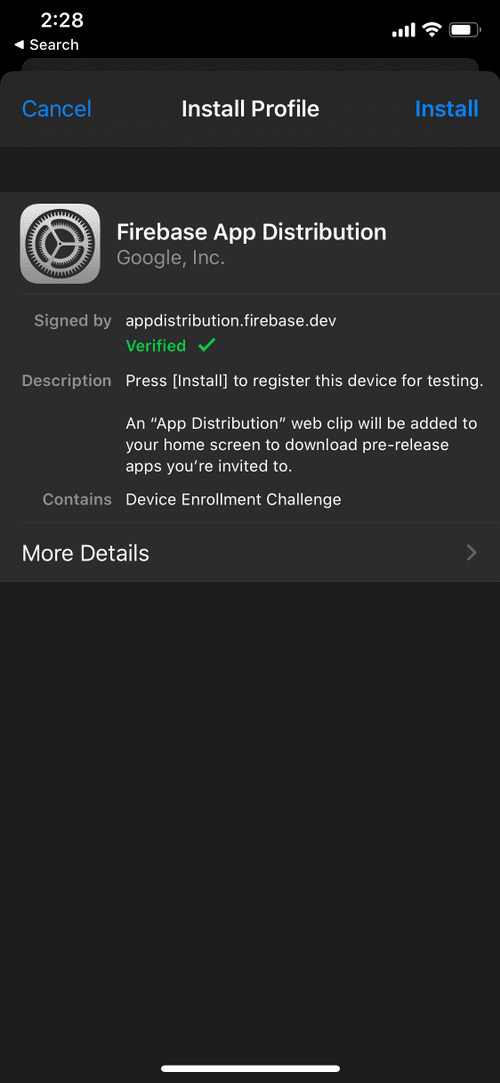 2:28
◀ Search
Cancel
Install Profile
Install
Firebase App Distribution
Google, Inc.
Signed by appdistribution.firebase.dev
Verified ✓
Description Press [Install] to register this device for testing.
An “App Distribution” web clip will be added to
your home screen to download pre-release
apps you’re invited to.
Contains Device Enrollment Challenge
More Details